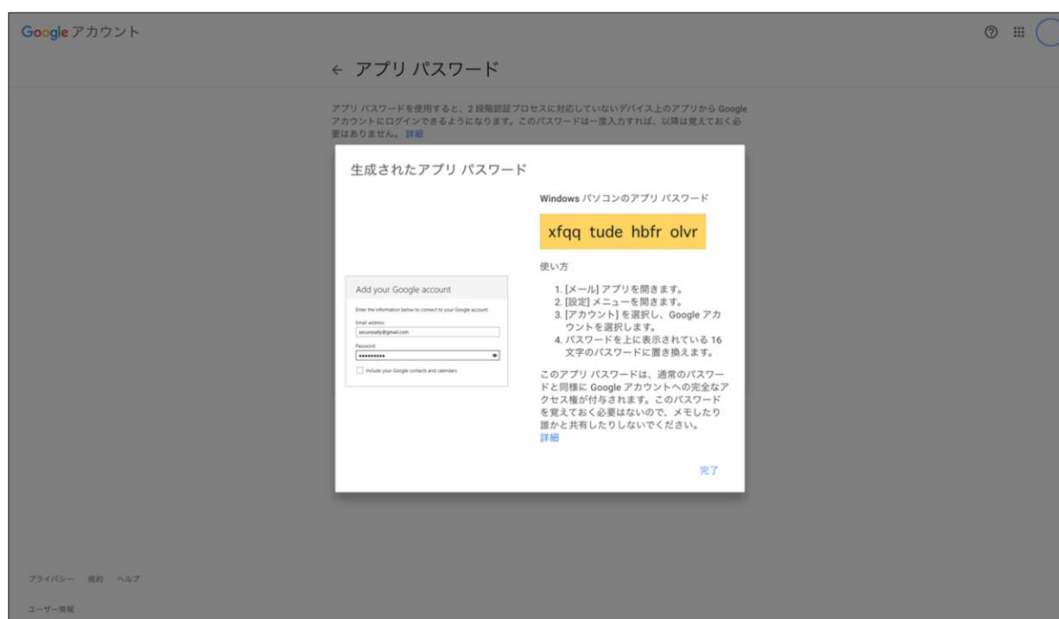 Google アカウント
← アプリ パスワード
アプリ パスワードを使用すると、2 段階認証プロセスに対応していないデバイス上のアプリから Google
アカウントにログインできるようになります。このパスワードは一度入力すれば、以降は覚えておく必
要はありません。 詳細
生成されたアプリ パスワード
Windows パソコンのアプリ パスワード
xfqq tude hbfr olvr
使い方
1. [メール] アプリを開きます。
2. [設定] メニューを開きます。
3. [アカウント] を選択し、Google アカ
ウントを選択します。
4. パスワードを上に表示されている 16
文字のパスワードに置き換えます。
このアプリ パスワードは、通常のパスワー
ドと同様に Google アカウントへの完全なア
クセス権が付与されます。このパスワード
を覚えておく必要はないので、メモしたり
誰かと共有したりしないでください。
詳細
完了
Add your Google account
Enter the information below to connect to your Google account.
Email address
securesally@gmail.com
Password
Include your Google contacts and calendars
プライバシー 規約 ヘルプ
ユーザー情報